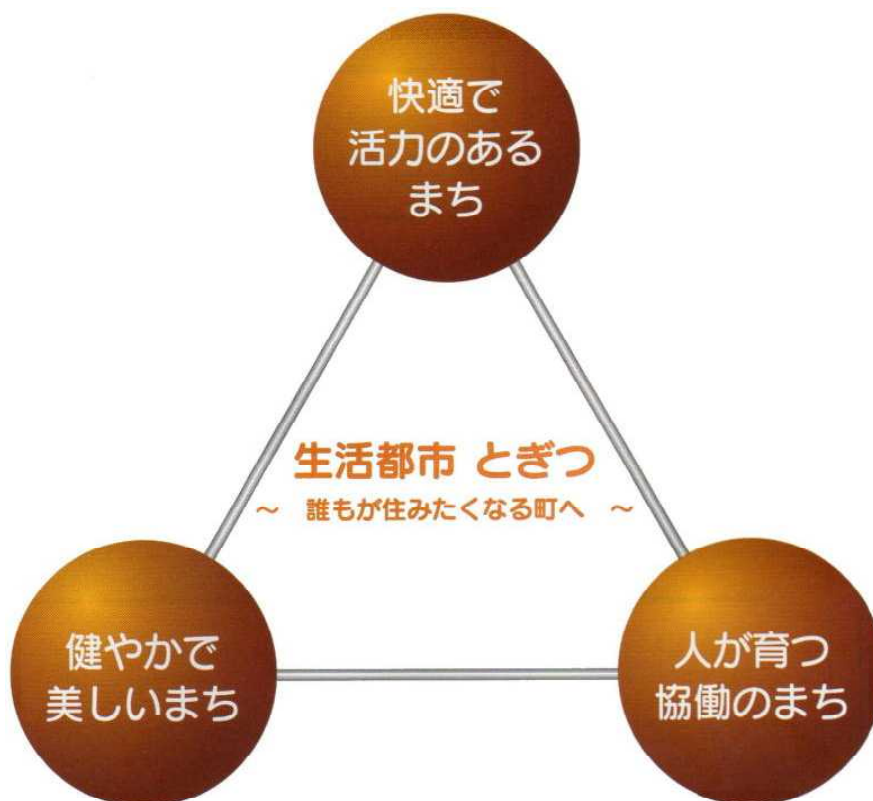 快適で
活力のある
まち
生活都市 とぎつ
～ 誰もが住みたくなる町へ ～
健やかで
美しいまち
人が育つ
協働のまち